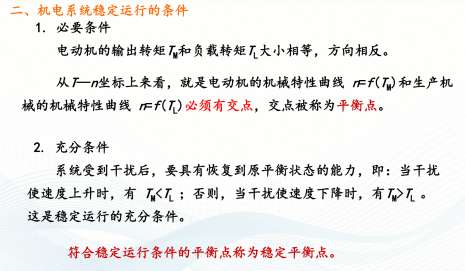 二、机电系统稳定运行的条件
1. 必要条件
电动机的输出转矩TM和负载转矩TL大小相等，方向相反。
从T—n坐标上来看，就是电动机的机械特性曲线 n=f(TM)和生产机
械的机械特性曲线 n=f(TL)必须有交点，交点被称为平衡点。
2. 充分条件
系统受到干扰后，要具有恢复到原平衡状态的能力，即：当干扰
使速度上升时，有 TM<TL ；否则，当干扰使速度下降时，有TM>TL 。
这是稳定运行的充分条件。
符合稳定运行条件的平衡点称为稳定平衡点。